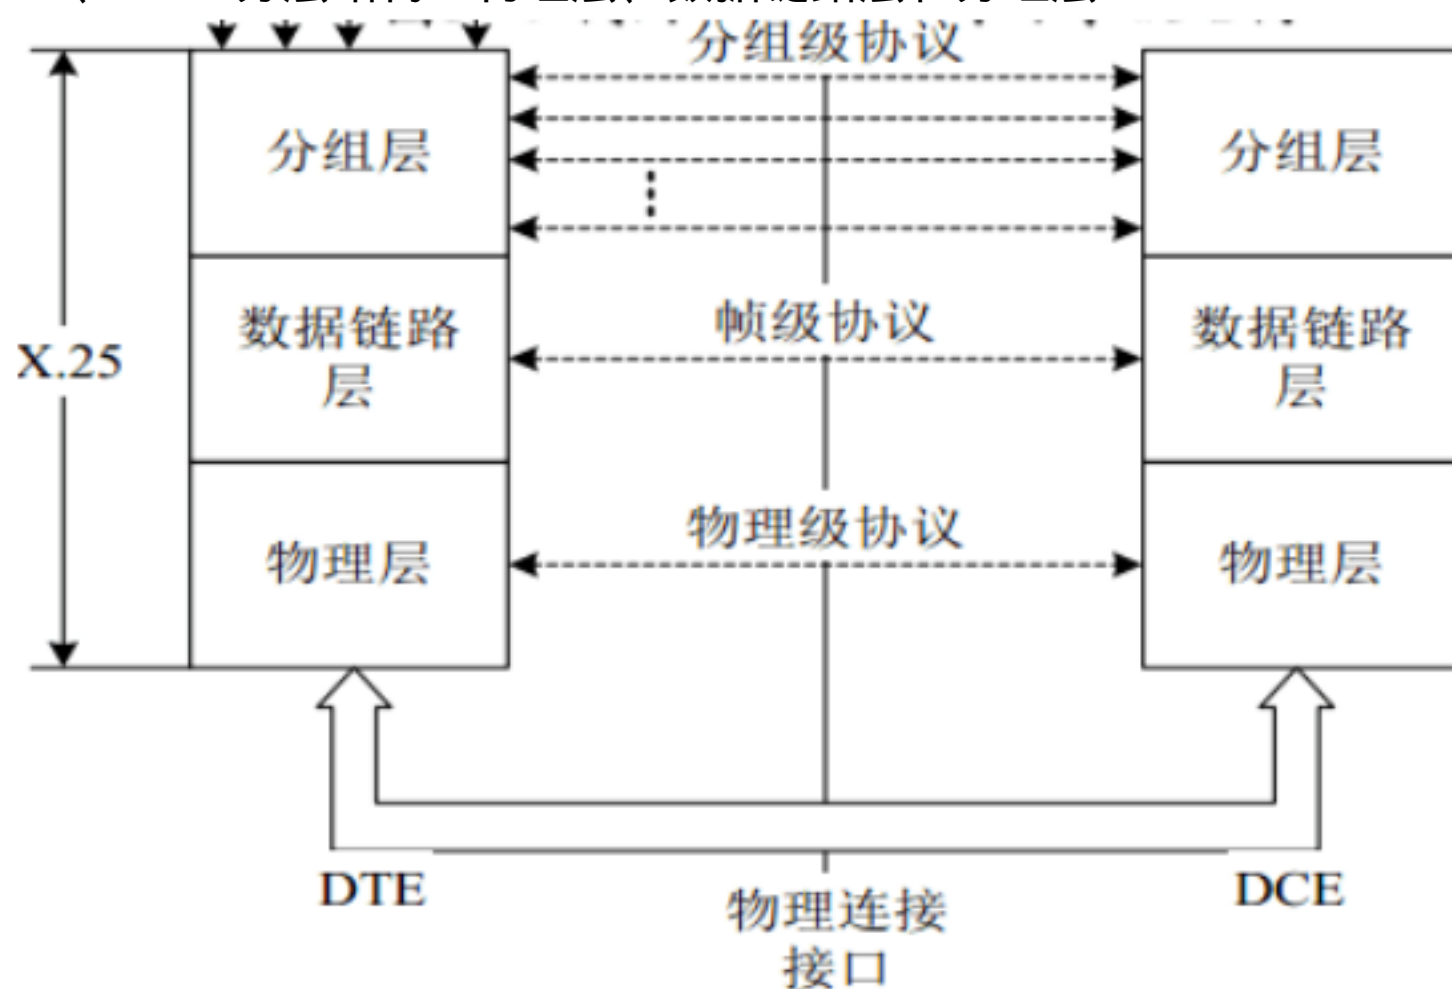 分组级协议
分组层
分组层
数据链路
层
帧级协议
数据链路
层
X.25
物理层
物理级协议
物理层
DTE
DCE
物理连接
接口